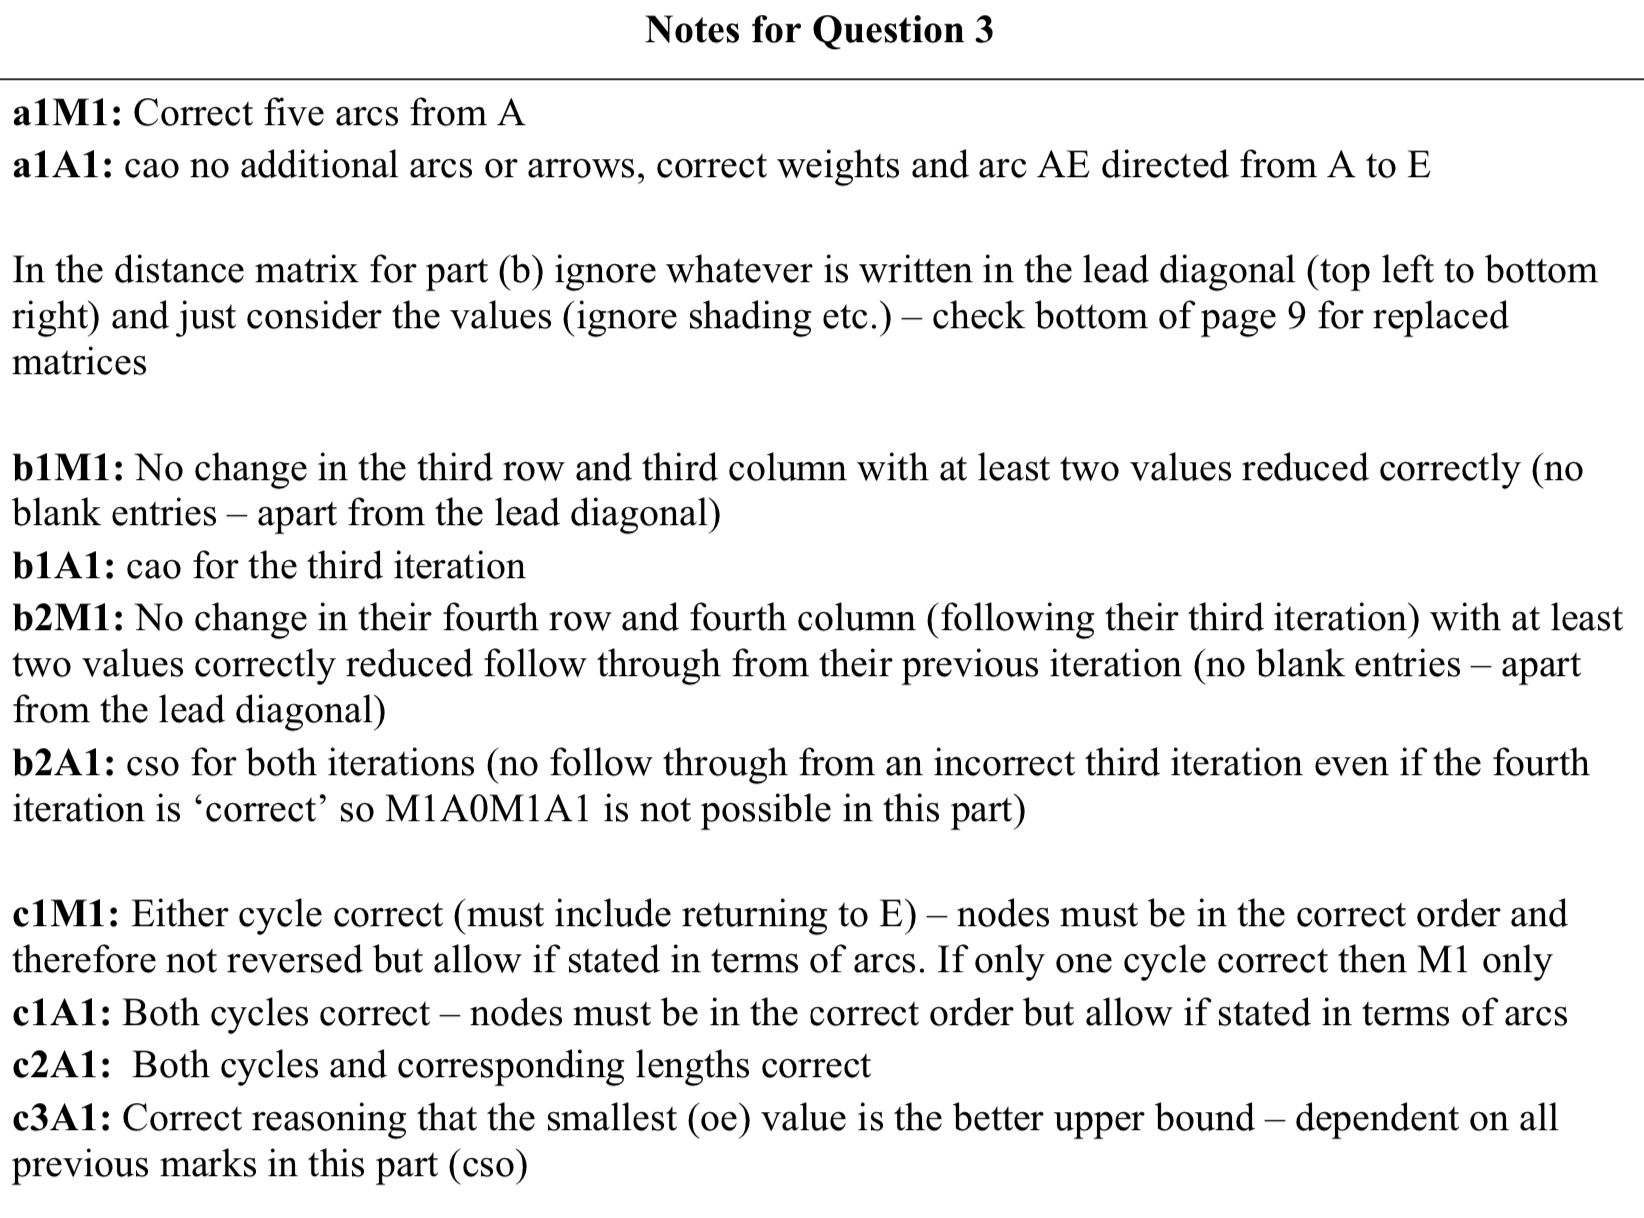 Notes for Question 3
a1M1: Correct five arcs from A
a1A1: cao no additional arcs or arrows, correct weights and arc AE directed from A to E
In the distance matrix for part (b) ignore whatever is written in the lead diagonal (top left to bottom
right) and just consider the values (ignore shading etc.) – check bottom of page 9 for replaced
matrices
b1M1: No change in the third row and third column with at least two values reduced correctly (no
blank entries – apart from the lead diagonal)
b1A1: cao for the third iteration
b2M1: No change in their fourth row and fourth column (following their third iteration) with at least
two values correctly reduced follow through from their previous iteration (no blank entries – apart
from the lead diagonal)
b2A1: cso for both iterations (no follow through from an incorrect third iteration even if the fourth
iteration is ‘correct’ so M1A0M1A1 is not possible in this part)
c1M1: Either cycle correct (must include returning to E) – nodes must be in the correct order and
therefore not reversed but allow if stated in terms of arcs. If only one cycle correct then M1 only
c1A1: Both cycles correct – nodes must be in the correct order but allow if stated in terms of arcs
c2A1: Both cycles and corresponding lengths correct
c3A1: Correct reasoning that the smallest (oe) value is the better upper bound – dependent on all
previous marks in this part (cso)